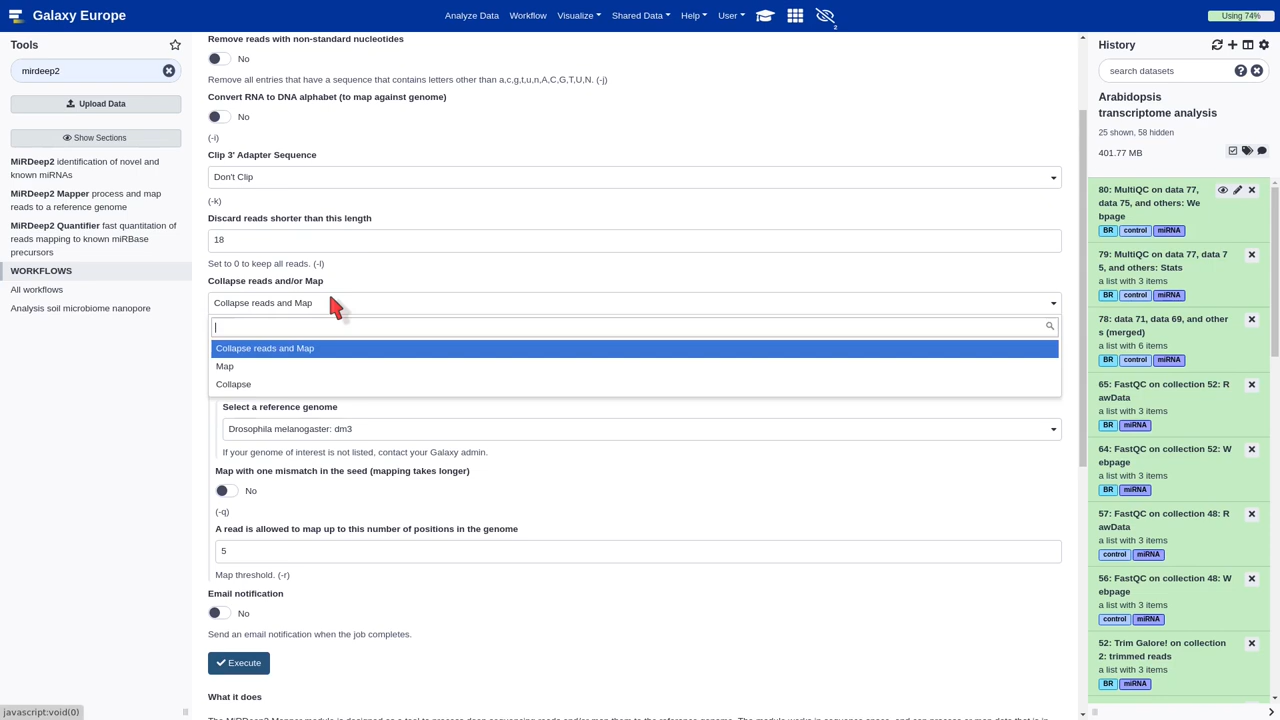 Galaxy Europe
Analyze Data
Workflow
Visualize
Shared Data
Help
User
2
Using 74%
Tools
mirdeep2
Upload Data
Show Sections
MiRDeep2 identification of novel and
known miRNAs
MiRDeep2 Mapper process and map
reads to a reference genome
MiRDeep2 Quantifier fast quantitation of
reads mapping to known miRBase
precursors
WORKFLOWS
All workflows
Analysis soil microbiome nanopore
javascript:void(0)
Remove reads with non-standard nucleotides
No
Remove all entries that have a sequence that contains letters other than a,c,g,t,u,n,A,C,G,T,U,N. (-j)
Convert RNA to DNA alphabet (to map against genome)
No
(-i)
Clip 3' Adapter Sequence
Don't Clip
(-k)
Discard reads shorter than this length
18
Set to 0 to keep all reads. (-l)
Collapse reads and/or Map
Collapse reads and Map
Collapse reads and Map
Map
Collapse
Select a reference genome
Drosophila melanogaster: dm3
If your genome of interest is not listed, contact your Galaxy admin.
Map with one mismatch in the seed (mapping takes longer)
No
(-q)
A read is allowed to map up to this number of positions in the genome
5
Map threshold. (-r)
Email notification
No
Send an email notification when the job completes.
Execute
What it does
History
search datasets
Arabidopsis
transcriptome analysis
25 shown, 58 hidden
401.77 MB
80: MultiQC on data 77,
data 75, and others: We
bpage
BR control miRNA
79: MultiQC on data 77, data 7
5, and others: Stats
a list with 3 items
BR control miRNA
78: data 71, data 69, and other
s (merged)
a list with 6 items
BR control miRNA
65: FastQC on collection 52: R
awData
a list with 3 items
BR miRNA
64: FastQC on collection 52: W
ebpage
a list with 3 items
BR miRNA
57: FastQC on collection 48: R
awData
a list with 3 items
control miRNA
56: FastQC on collection 48: W
ebpage
a list with 3 items
control miRNA
52: Trim Galore! on collection
2: trimmed reads
a list with 3 items
BR miRNA